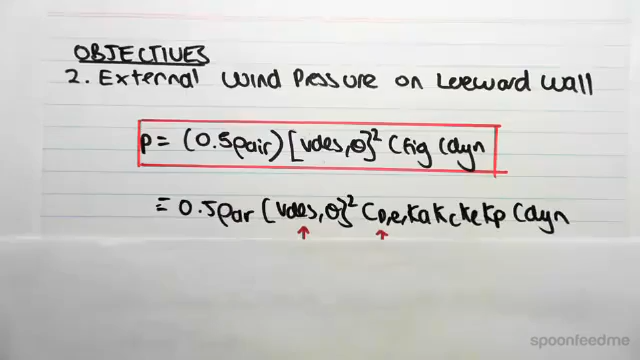 OBJECTIVES
2. External Wind Pressure on Leeward Wall
p = (0.5ρair) [Vdes,θ]² Cfig Cdyn
= 0.5ρair [Vdes,θ]² Cp,e,Ka Kc Ke Kp Cdyn
spoonfeedme